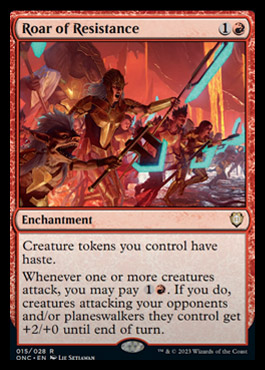 Roar of Resistance 1
Enchantment
Creature tokens you control have
haste.
Whenever one or more creatures
attack, you may pay 1 . If you do,
creatures attacking your opponents
and/or planeswalkers they control get
+2/+0 until end of turn.
015/028 R
ONC • EN Lie Setiawan
™ & © 2023 Wizards of the Coast